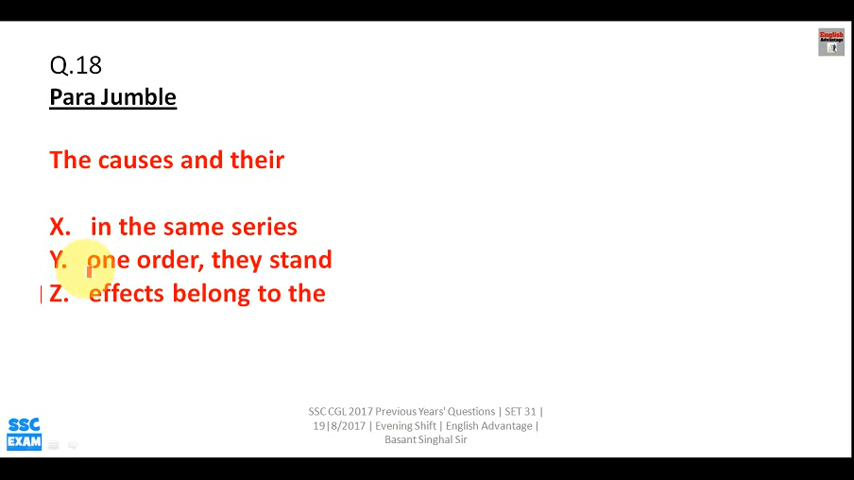 English
Advantage
Q.18
Para Jumble
The causes and their
X. in the same series
Y. one order, they stand
Z. effects belong to the
SSC CGL 2017 Previous Years' Questions | SET 31 |
19|8/2017 | Evening Shift | English Advantage |
Basant Singhal Sir
SSC
EXAM